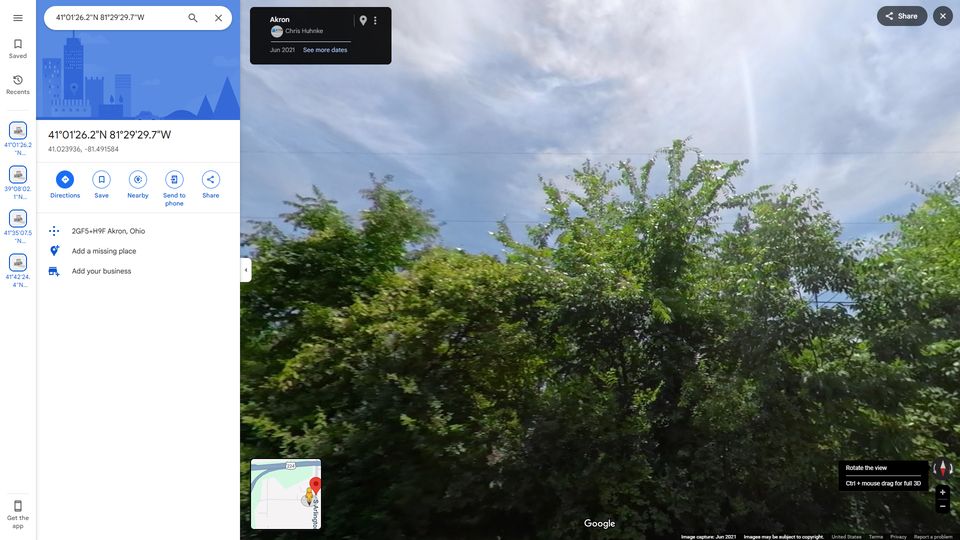 41°01'26.2"N 81°29'29.7"W
Saved
Recents
41°01'26.2
"N...
39°08'02.
1"N...
41°35'07.5
"N...
41°42'24.
4"N...
Get the
app
41°01'26.2"N 81°29'29.7"W
41.023936, -81.491584
Directions
Save
Nearby
Send to
phone
Share
2GF5+H9F Akron, Ohio
Add a missing place
Add your business
Akron
Chris Huhnke
Jun 2021 See more dates
Share
224
S Arlingto
Rotate the view
Ctrl + mouse drag for full 3D
Google
Image capture: Jun 2021 Images may be subject to copyright. United States Terms Privacy Report a problem